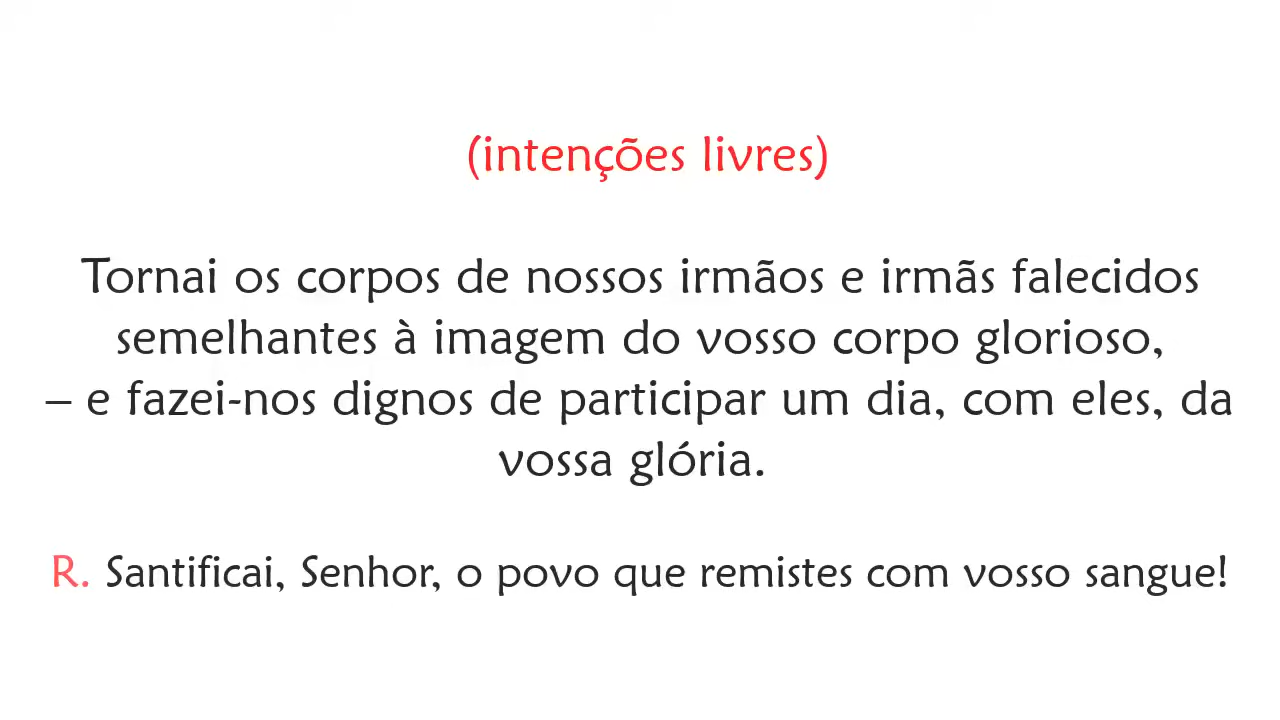 (intenções livres)
Tornai os corpos de nossos irmãos e irmãs falecidos
semelhantes à imagem do vosso corpo glorioso,
– e fazei-nos dignos de participar um dia, com eles, da
vossa glória.
R. Santificai, Senhor, o povo que remistes com vosso sangue!